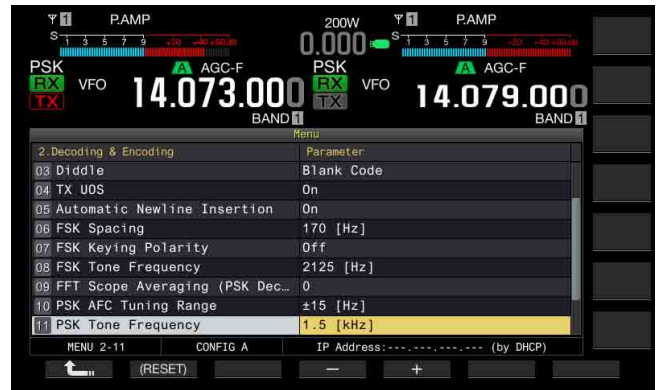 1 P.AMP 200W 1 P.AMP
S 1 3 5 7 9 +20 +40 +60dB 0.000 S 1 3 5 7 9 +20 +40 +60dB
PSK A AGC-F PSK A AGC-F
RX VFO 14.073.000 RX VFO 14.079.000
TX TX
BAND 1 BAND 1
Menu
2.Decoding & Encoding Parameter
03 Diddle Blank Code
04 TX UOS On
05 Automatic Newline Insertion On
06 FSK Spacing 170 [Hz]
07 FSK Keying Polarity Off
08 FSK Tone Frequency 2125 [Hz]
09 FFT Scope Averaging (PSK Dec... 0
10 PSK AFC Tuning Range ±15 [Hz]
11 PSK Tone Frequency 1.5 [kHz]
MENU 2-11 CONFIG A IP Address:---.---.---.--- (by DHCP)
(RESET) − +